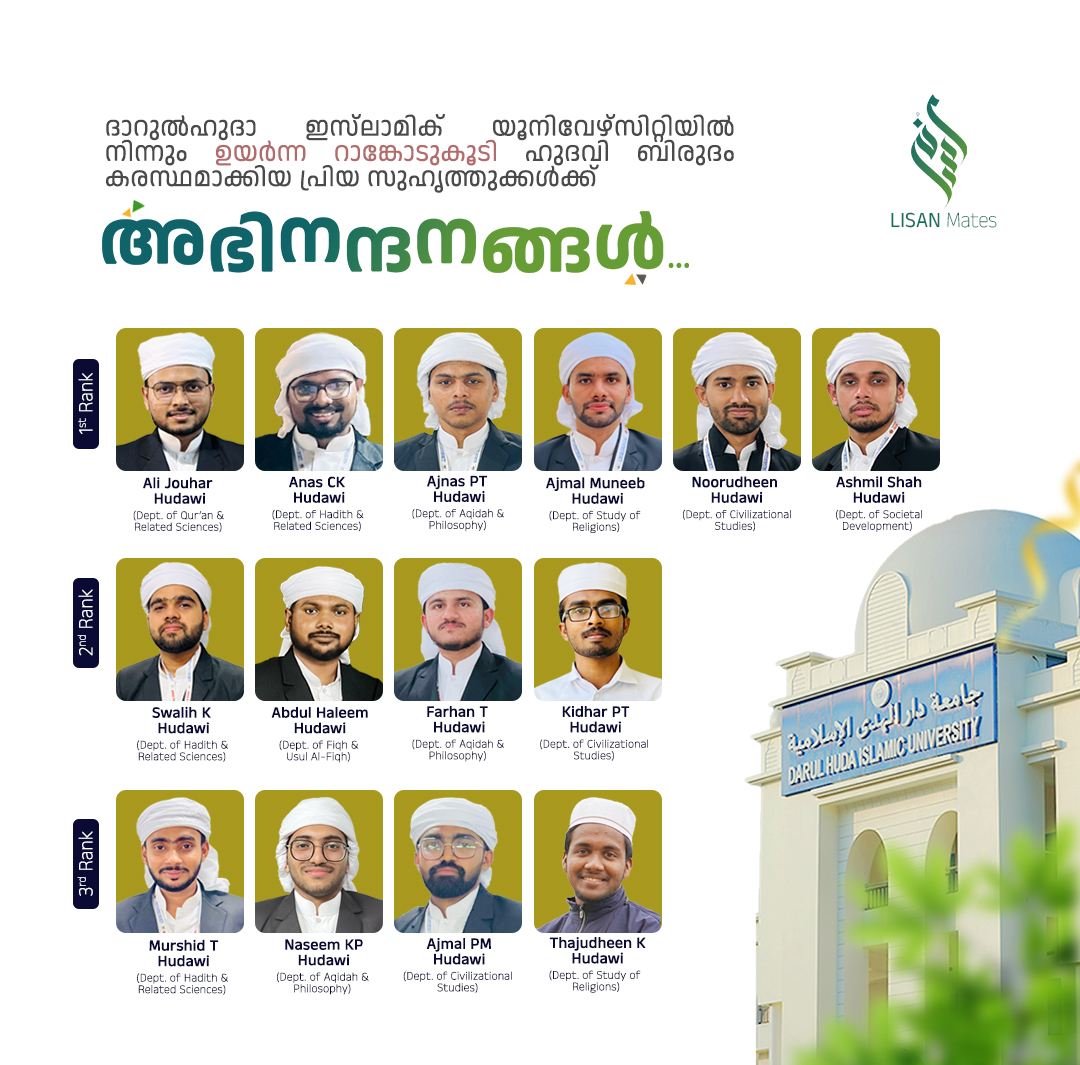 ദാറുൽഹുദാ ഇസ്‌ലാമിക് യൂനിവേഴ്സിറ്റിയിൽ
നിന്നും ഉയർന്ന റാങ്കോടുകൂടി ഹുദവി ബിരുദം
കരസ്ഥമാക്കിയ പ്രിയ സുഹൃത്തുക്കൾക്ക്
അഭിനന്ദനങ്ങൾ...
LISAN Mates
1st Rank
Ali Jouhar
Hudawi
(Dept. of Qur'an &
Related Sciences)
Anas CK
Hudawi
(Dept. of Hadith &
Related Sciences)
Ajnas PT
Hudawi
(Dept. of Aqidah &
Philosophy)
Ajmal Muneeb
Hudawi
(Dept. of Study of
Religions)
Noorudheen
Hudawi
(Dept. of Civilizational
Studies)
Ashmil Shah
Hudawi
(Dept. of Societal
Development)
2nd Rank
Swalih K
Hudawi
(Dept. of Hadith &
Related Sciences)
Abdul Haleem
Hudawi
(Dept. of Fiqh &
Usul Al-Fiqh)
Farhan T
Hudawi
(Dept. of Aqidah &
Philosophy)
Kidhar PT
Hudawi
(Dept. of Civilizational
Studies)
جامعة دار الهدى الإسلامية
DARUL HUDA ISLAMIC UNIVERSITY
3rd Rank
Murshid T
Hudawi
(Dept. of Hadith &
Related Sciences)
Naseem KP
Hudawi
(Dept. of Aqidah &
Philosophy)
Ajmal PM
Hudawi
(Dept. of Civilizational
Studies)
Thajudheen K
Hudawi
(Dept. of Study of
Religions)